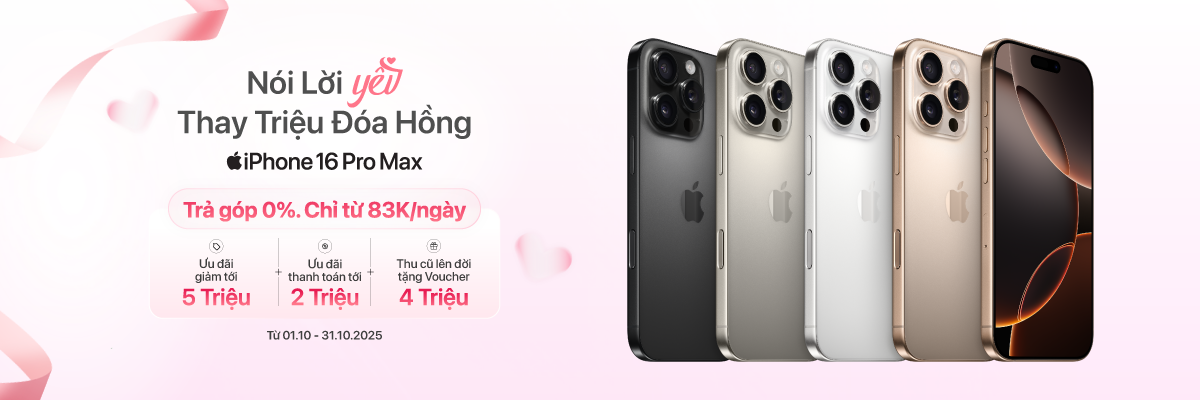 Nói Lời yêu
Thay Triệu Đóa Hồng
iPhone 16 Pro Max
Trả góp 0%. Chỉ từ 83K/ngày
Ưu đãi
giảm tới
5 Triệu
+
Ưu đãi
thanh toán tới
2 Triệu
+
Thu cũ lên đời
tặng Voucher
4 Triệu
Từ 01.10 - 31.10.2025